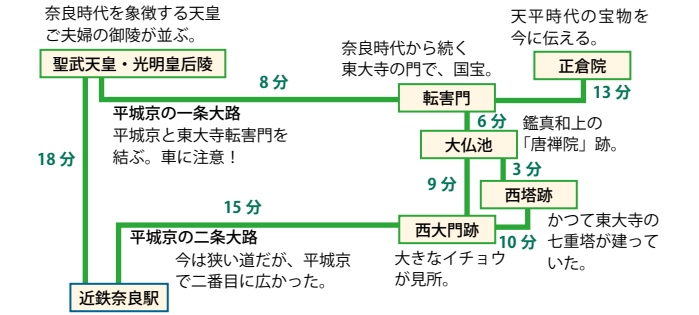 奈良時代を象徴する天皇
ご夫婦の御陵が並ぶ。
聖武天皇・光明皇后陵
天平時代の宝物を
今に伝える。
正倉院
奈良時代から続く
東大寺の門で、国宝。
転害門
8 分
13 分
平城京の一条大路
平城京と東大寺転害門を
結ぶ。車に注意！
6 分
鑑真和上の
「唐禅院」跡。
大仏池
18 分
3 分
9 分
西塔跡
15 分
かつて東大寺の
七重塔が建って
いた。
西大門跡
10 分
平城京の二条大路
今は狭い道だが、平城京
で二番目に広かった。
大きなイチョウ
が見所。
近鉄奈良駅